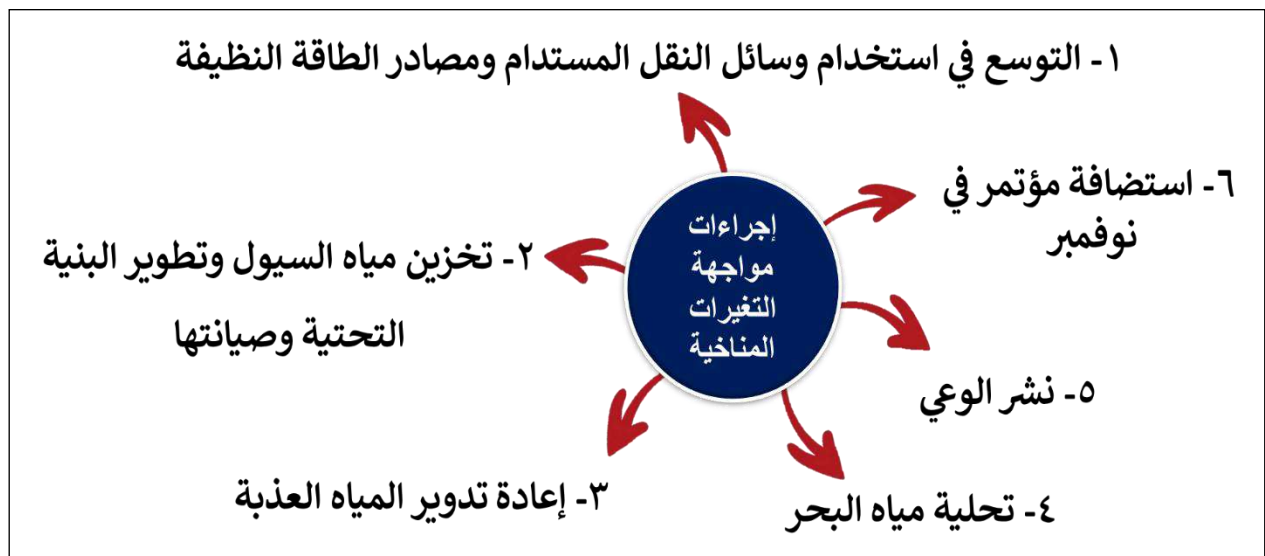 ١- التوسع في استخدام وسائل النقل المستدام ومصادر الطاقة النظيفة
٦- استضافة مؤتمر في
نوفمبر
إجراءات
مواجهة
التغيرات
المناخية
٢- تخزين مياه السيول وتطوير البنية
التحتية وصيانتها
٥- نشر الوعي
٣- إعادة تدوير المياه العذبة
٤- تحلية مياه البحر